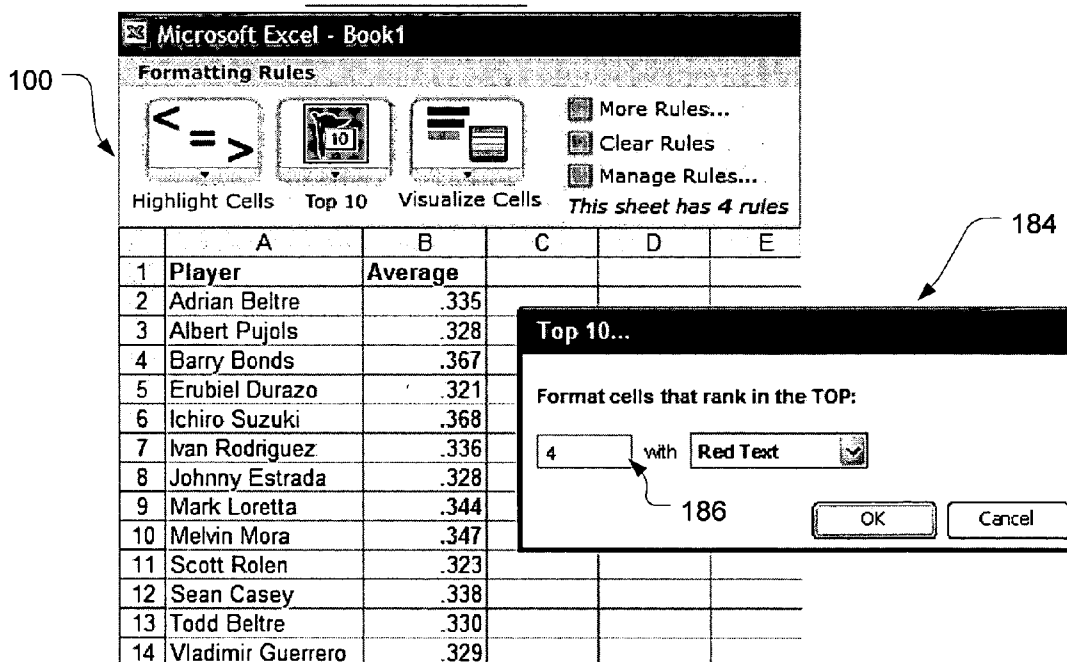 Microsoft Excel - Book1
Formatting Rules
100
< = >
10
More Rules...
Clear Rules
Manage Rules...
Highlight Cells Top 10 Visualize Cells This sheet has 4 rules
184
A B C D E
1 Player Average
2 Adrian Beltre .335
3 Albert Pujols .328
4 Barry Bonds .367
5 Erubiel Durazo .321
6 Ichiro Suzuki .368
7 Ivan Rodriguez .336
8 Johnny Estrada .328
9 Mark Loretta .344
10 Melvin Mora .347
11 Scott Rolen .323
12 Sean Casey .338
13 Todd Beltre .330
14 Vladimir Guerrero .329
Top 10...
Format cells that rank in the TOP:
4 with Red Text
186
OK Cancel